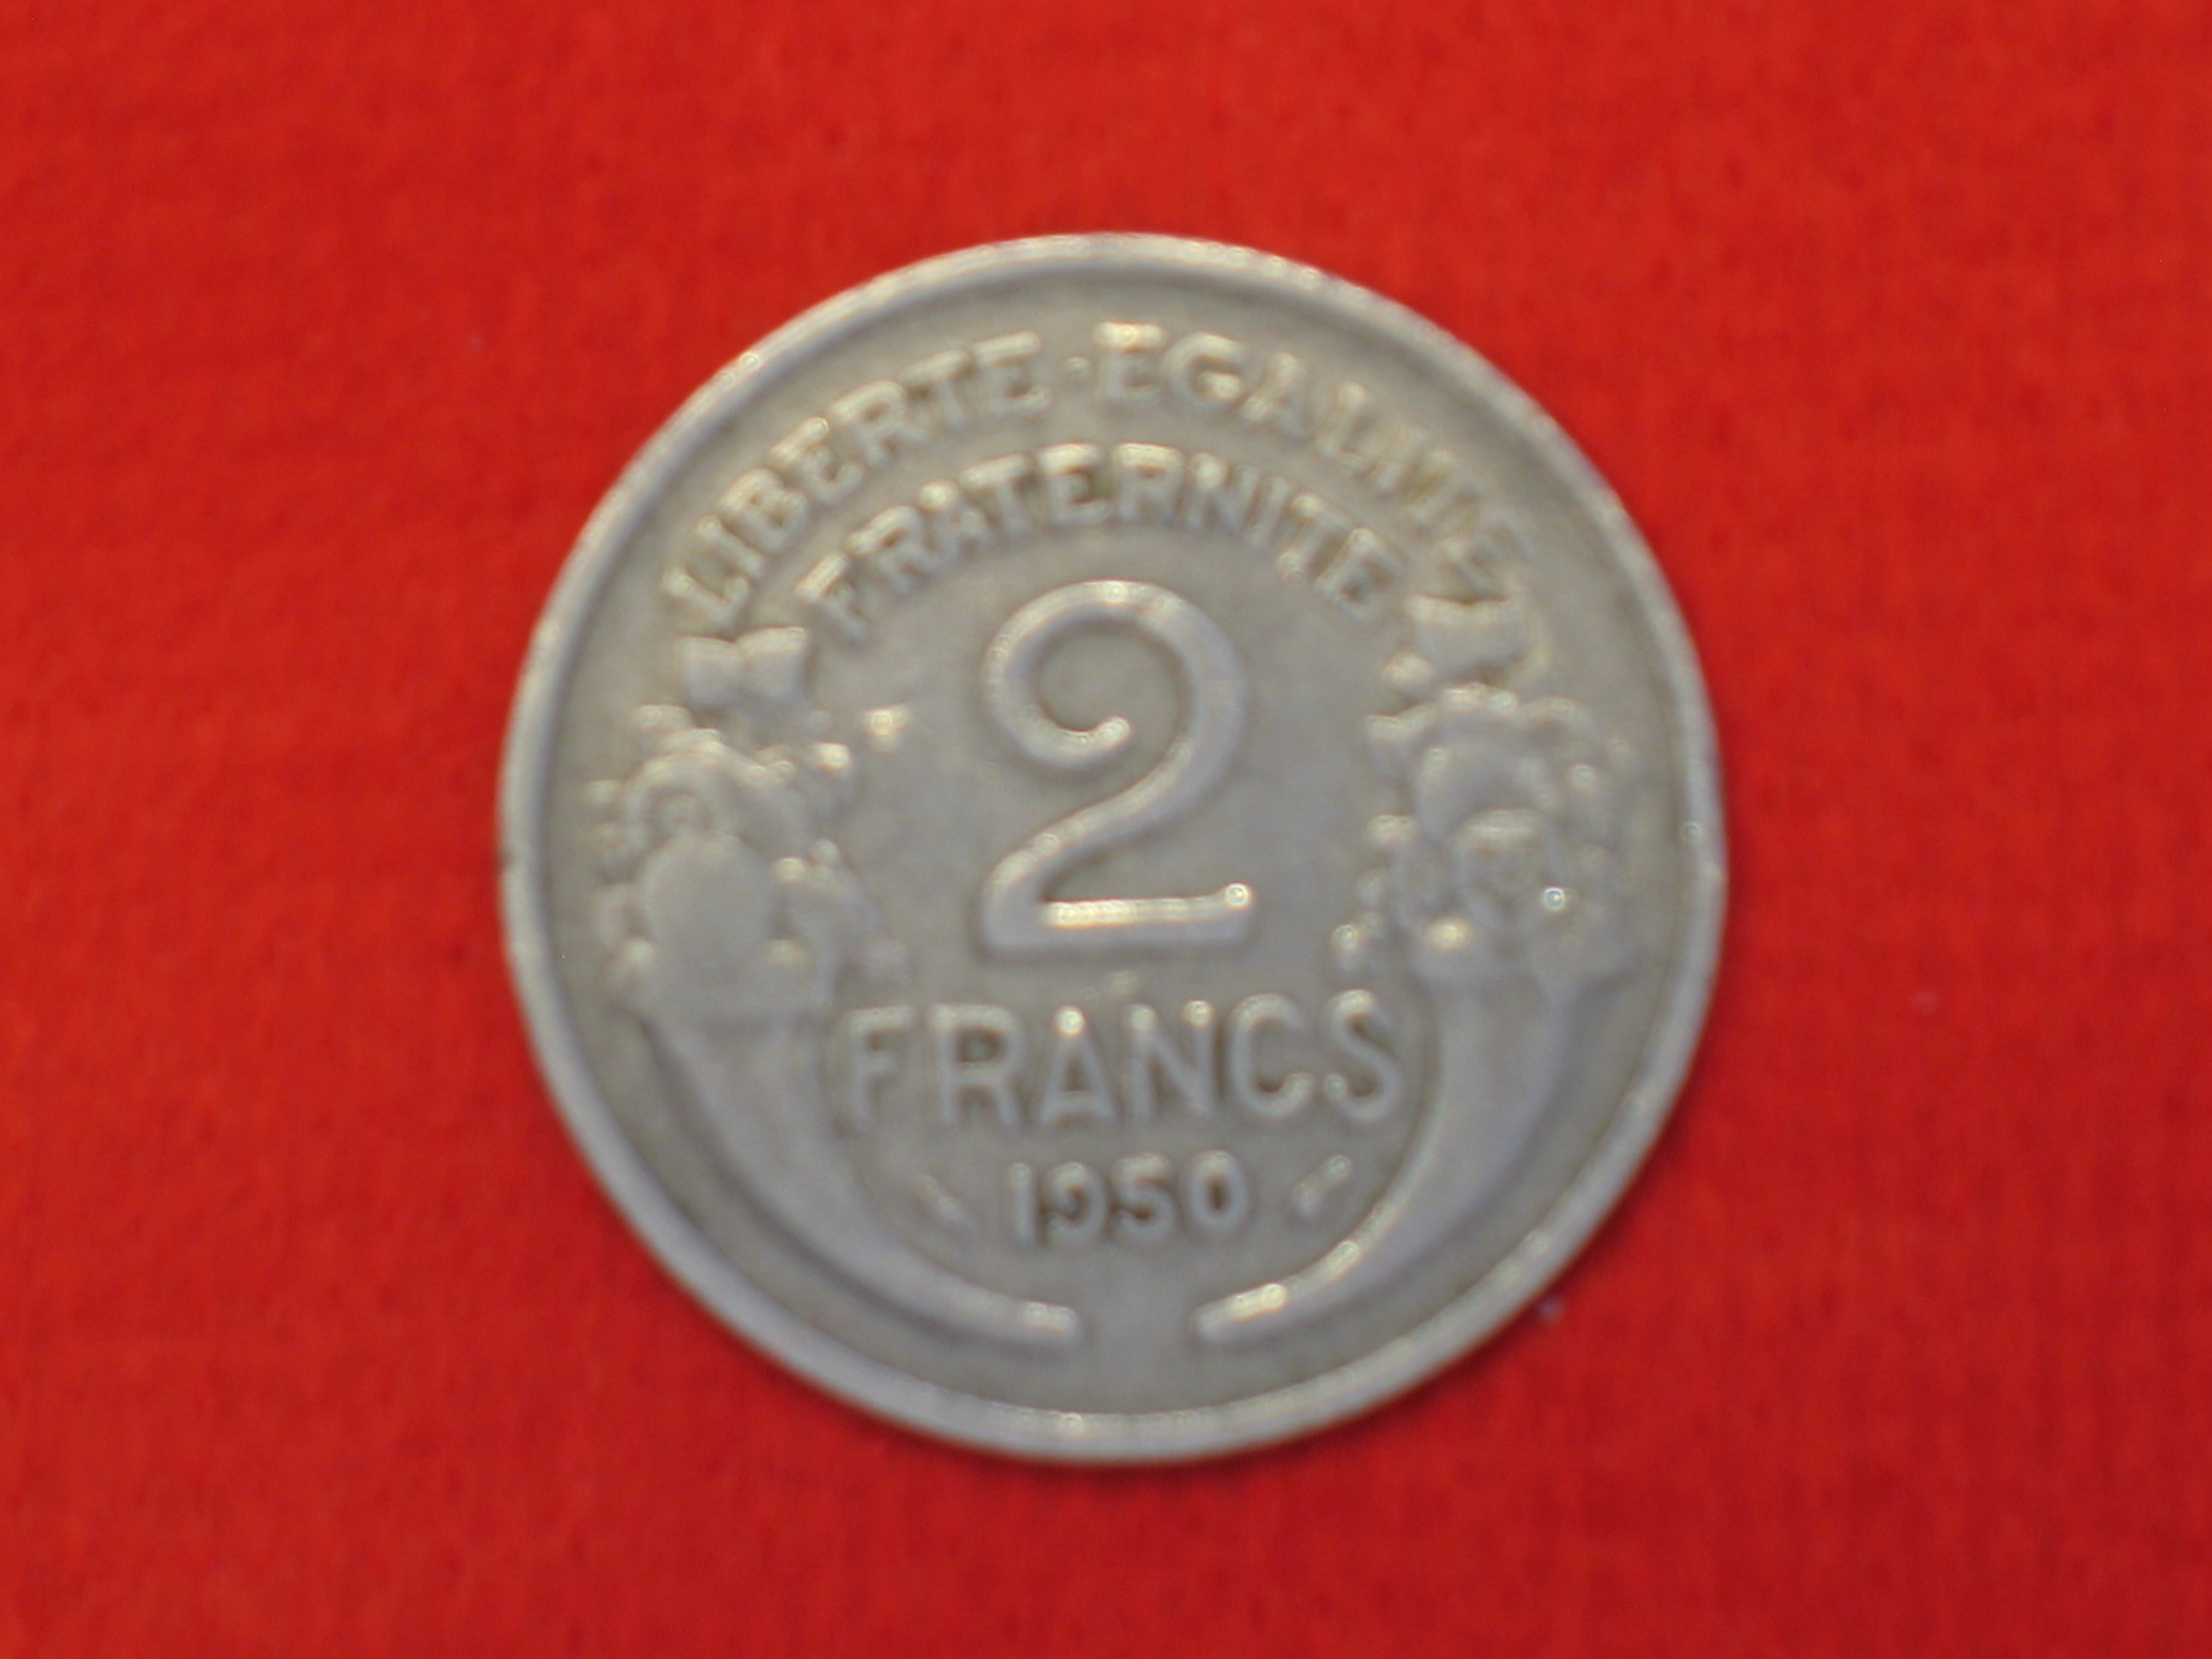 LIBERTE·EGALITE
FRATERNITE
2
FRANCS
1950